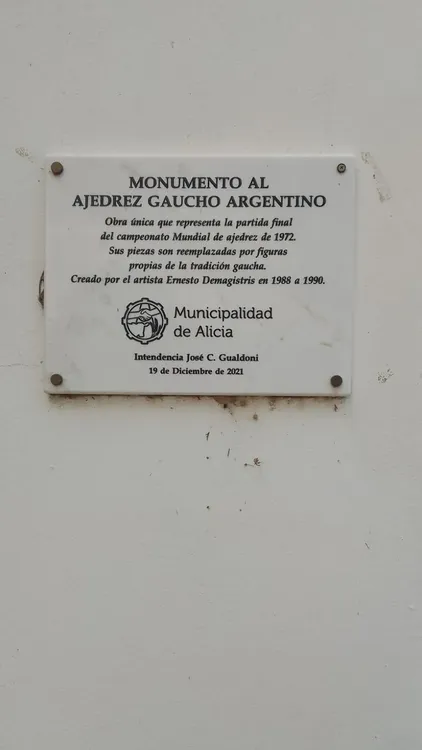 MONUMENTO AL
AJEDREZ GAUCHO ARGENTINO
Obra única que representa la partida final
del campeonato Mundial de ajedrez de 1972.
Sus piezas son reemplazadas por figuras
propias de la tradición gaucha.
Creado por el artista Ernesto Demagistris en 1988 a 1990.
Municipalidad
de Alicia
Intendencia José C. Gualdoni
19 de Diciembre de 2021